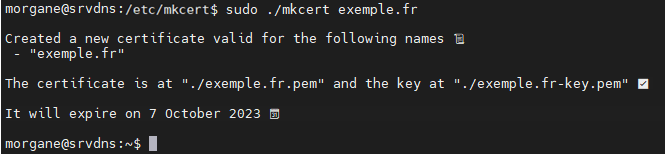 morgane@srvdns:/etc/mkcert$ sudo ./mkcert exemple.fr
Created a new certificate valid for the following names 📜
- "exemple.fr"
The certificate is at "./exemple.fr.pem" and the key at "./exemple.fr-key.pem" ✅
It will expire on 7 October 2023 🗓
morgane@srvdns:~$